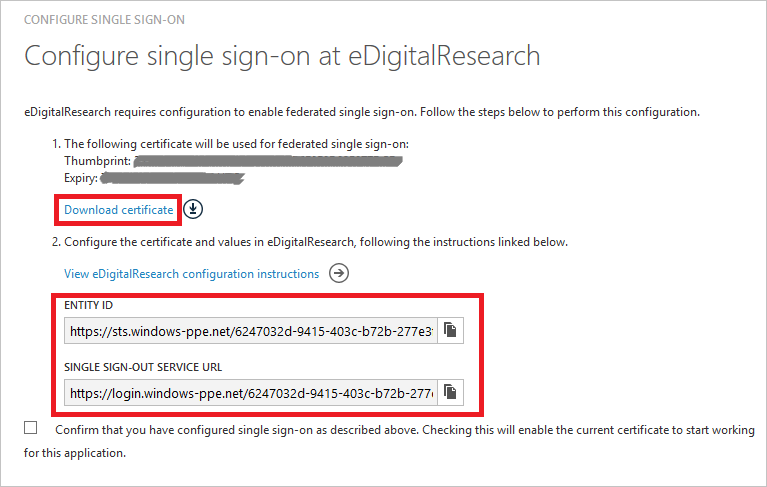 CONFIGURE SINGLE SIGN-ON
Configure single sign-on at eDigitalResearch
eDigitalResearch requires configuration to enable federated single sign-on. Follow the steps below to perform this configuration.
1. The following certificate will be used for federated single sign-on:
Thumbprint:
Expiry:
Download certificate
2. Configure the certificate and values in eDigitalResearch, following the instructions linked below.
View eDigitalResearch configuration instructions
ENTITY ID
https://sts.windows-ppe.net/6247032d-9415-403c-b72b-277e3
SINGLE SIGN-OUT SERVICE URL
https://login.windows-ppe.net/6247032d-9415-403c-b72b-277
Confirm that you have configured single sign-on as described above. Checking this will enable the current certificate to start working
for this application.